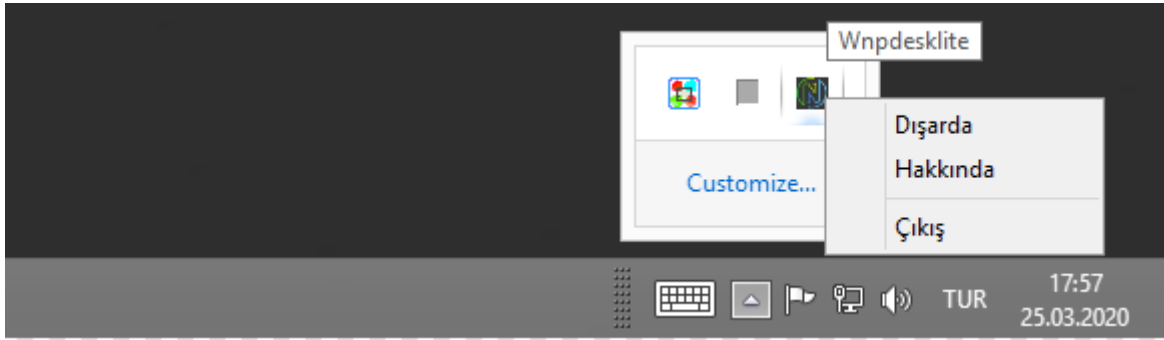 Wnpdesklite
Dışarda
Hakkında
Customize...
Çıkış
TUR
17:57
25.03.2020